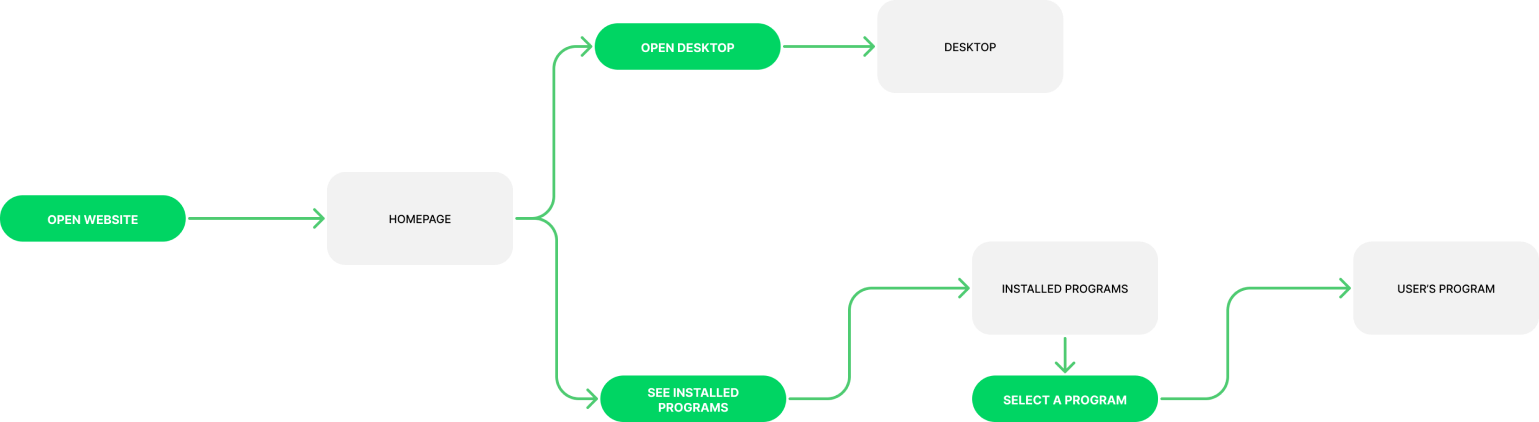 OPEN DESKTOP
DESKTOP
OPEN WEBSITE
HOMEPAGE
INSTALLED PROGRAMS
USER’S PROGRAM
SEE INSTALLED
PROGRAMS
SELECT A PROGRAM